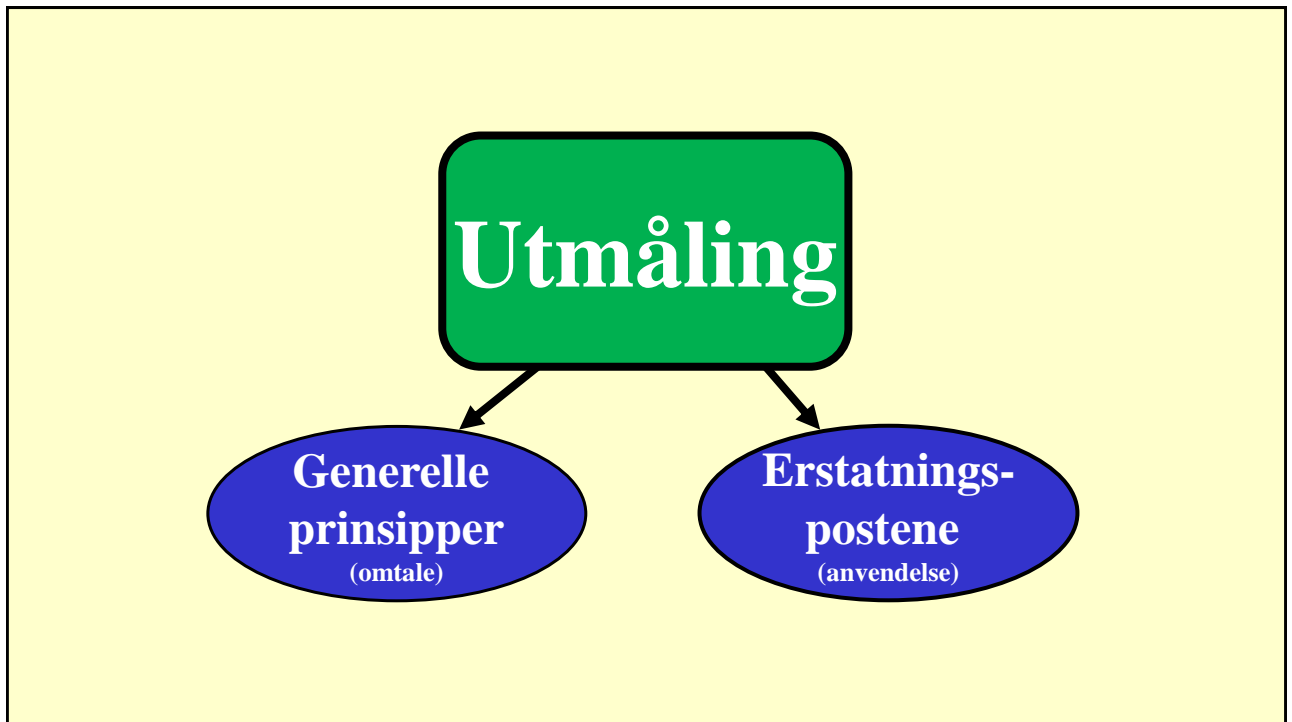 Utmåling
Generelle
prinsipper
(omtale)
Erstatnings-
postene
(anvendelse)